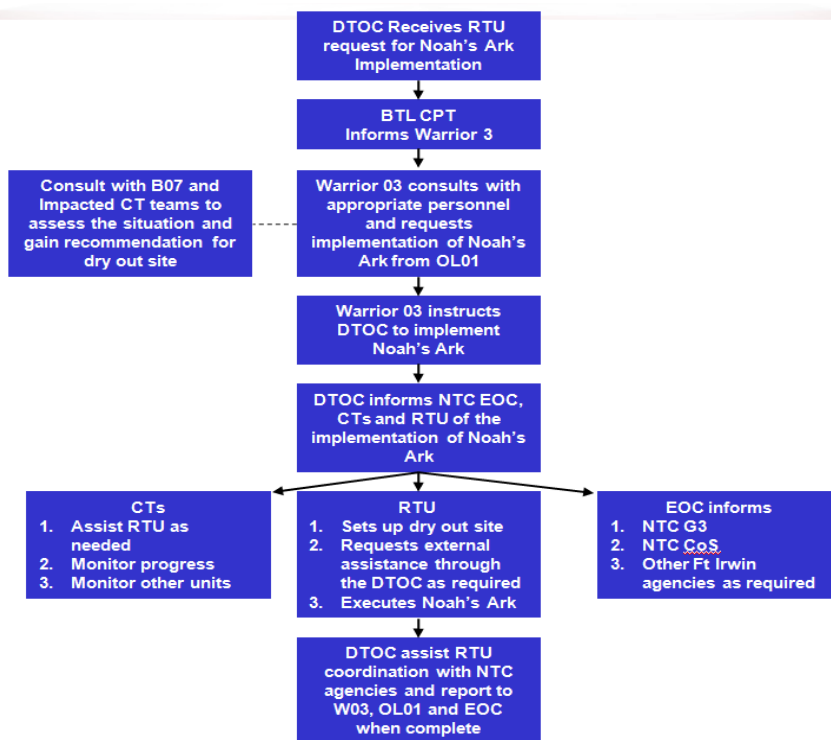 DTOC Receives RTU
request for Noah's Ark
Implementation
BTL CPT
Informs Warrior 3
Consult with B07 and
Impacted CT teams to
assess the situation and
gain recommendation for
dry out site
Warrior 03 consults with
appropriate personnel
and requests
implementation of Noah's
Ark from OL01
Warrior 03 instructs
DTOC to implement
Noah's Ark
DTOC informs NTC EOC,
CTs and RTU of the
implementation of Noah's
Ark
CTs
1. Assist RTU as
needed
2. Monitor progress
3. Monitor other units
RTU
1. Sets up dry out site
2. Requests external
assistance through
the DTOC as required
3. Executes Noah's Ark
EOC informs
1. NTC G3
2. NTC CoS
3. Other Ft Irwin
agencies as required
DTOC assist RTU
coordination with NTC
agencies and report to
W03, OL01 and EOC
when complete